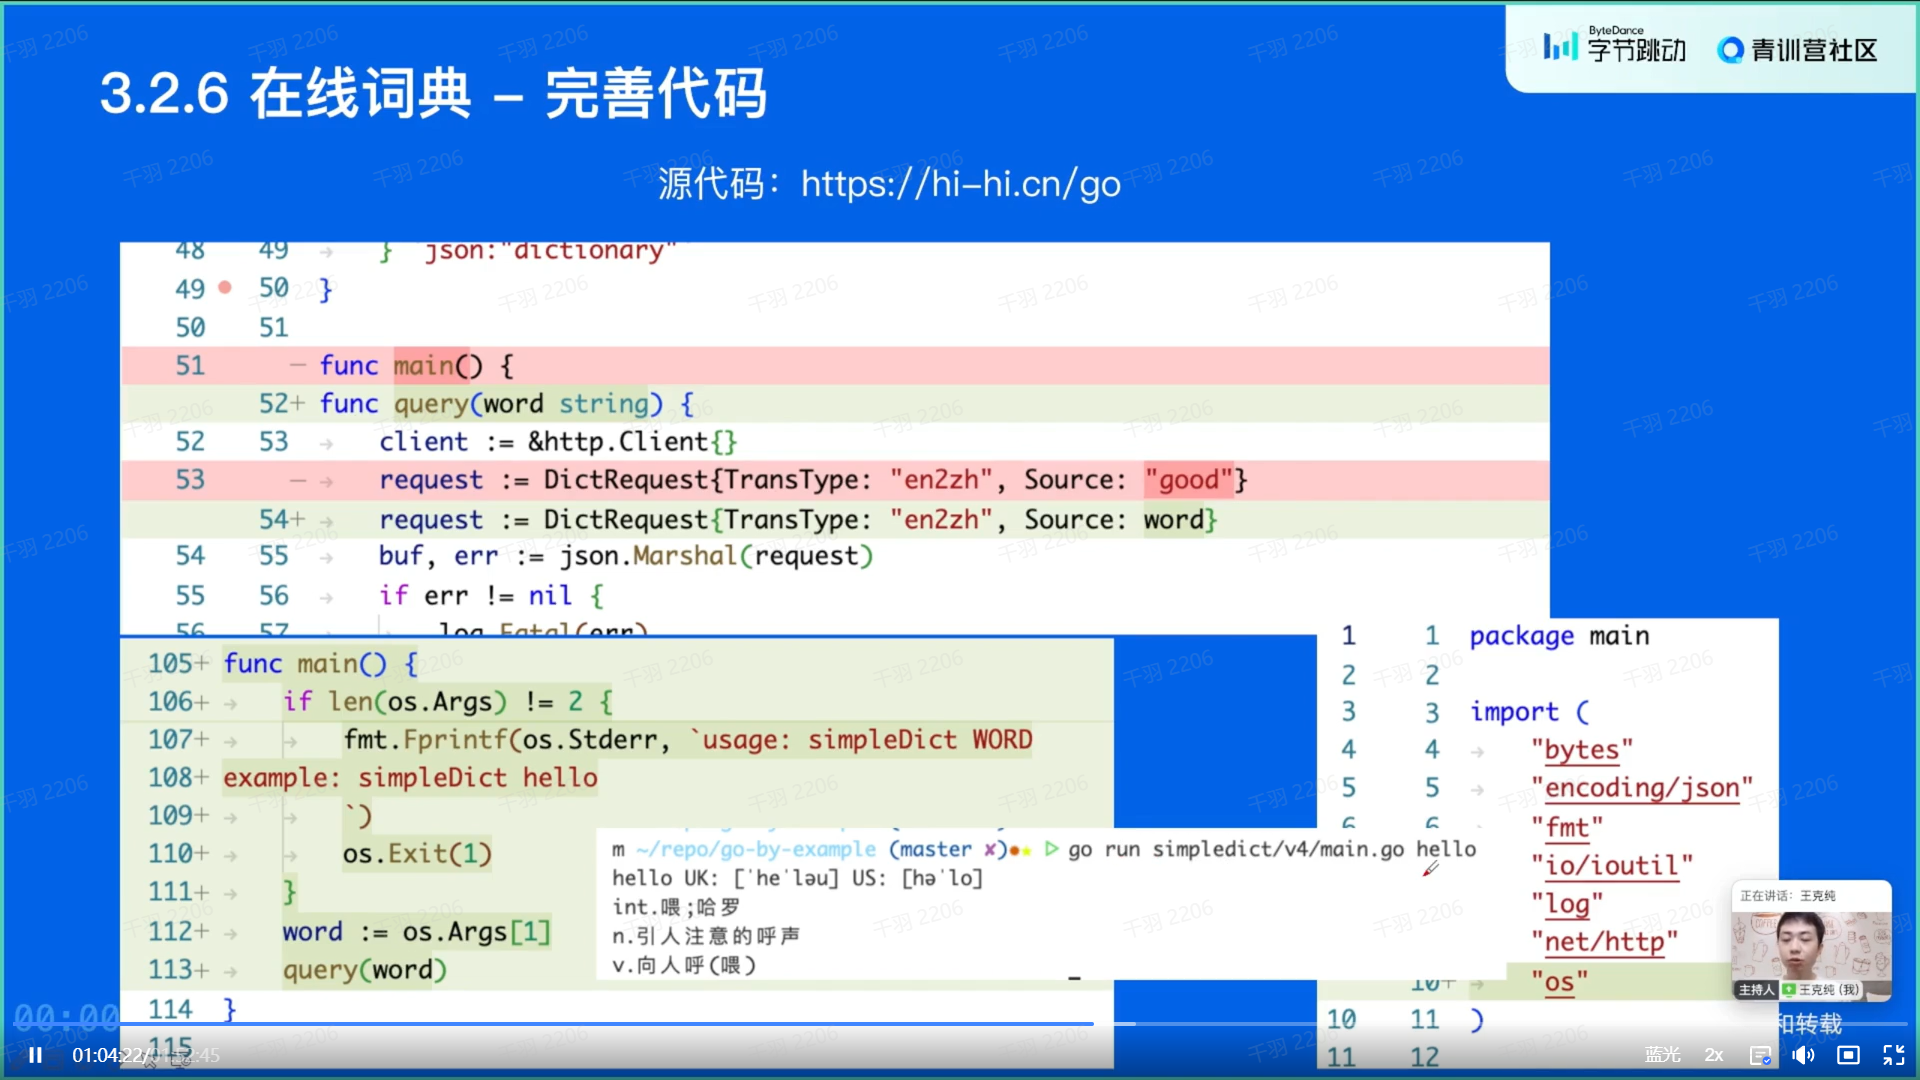 ByteDance
字节跳动
青训营社区
3.2.6 在线词典 – 完善代码
源代码：https://hi-hi.cn/go
48 49 } json:"dictionary"
49 50 }
50 51
51 − func main() {
52+ func query(word string) {
52 53 client := &http.Client{}
53 − request := DictRequest{TransType: "en2zh", Source: "good"}
54+ request := DictRequest{TransType: "en2zh", Source: word}
54 55 buf, err := json.Marshal(request)
55 56 if err != nil {
56 57 log.Fatal(err)
105+ func main() {
106+ if len(os.Args) != 2 {
107+ fmt.Fprintf(os.Stderr, `usage: simpleDict WORD
108+ example: simpleDict hello
109+ `)
110+ os.Exit(1)
111+ }
112+ word := os.Args[1]
113+ query(word)
114 }
115
m ~/repo/go-by-example (master ✘) ▷ go run simpledict/v4/main.go hello
hello UK: [ˈheˈləu] US: [həˈlo]
int.喂;哈罗
n.引人注意的呼声
v.向人呼(喂)
1 1 package main
2 2
3 3 import (
4 4 "bytes"
5 5 "encoding/json"
6 6 "fmt"
"io/ioutil"
"log"
"net/http"
10+ "os"
10 11 )
11 12
正在讲话: 王克纯
主持人 王克纯 (我)
和转载
00:00
01:04:22/01:52:45
蓝光 2x
千羽 2206